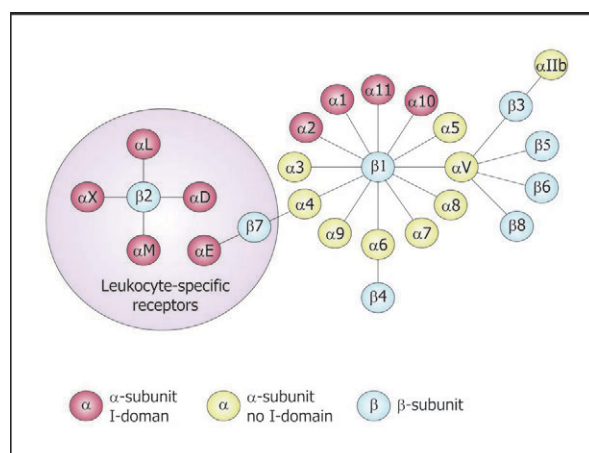 αIIb
α11
α1
α10
β3
α2
α5
αL
β5
α3
β1
αV
αX
β2
αD
β6
α4
α8
β7
β8
αM
αE
α9
α6
α7
Leukocyte-specific
receptors
β4
α
α-subunit
I-doman
α
α-subunit
no I-domain
β
β-subunit